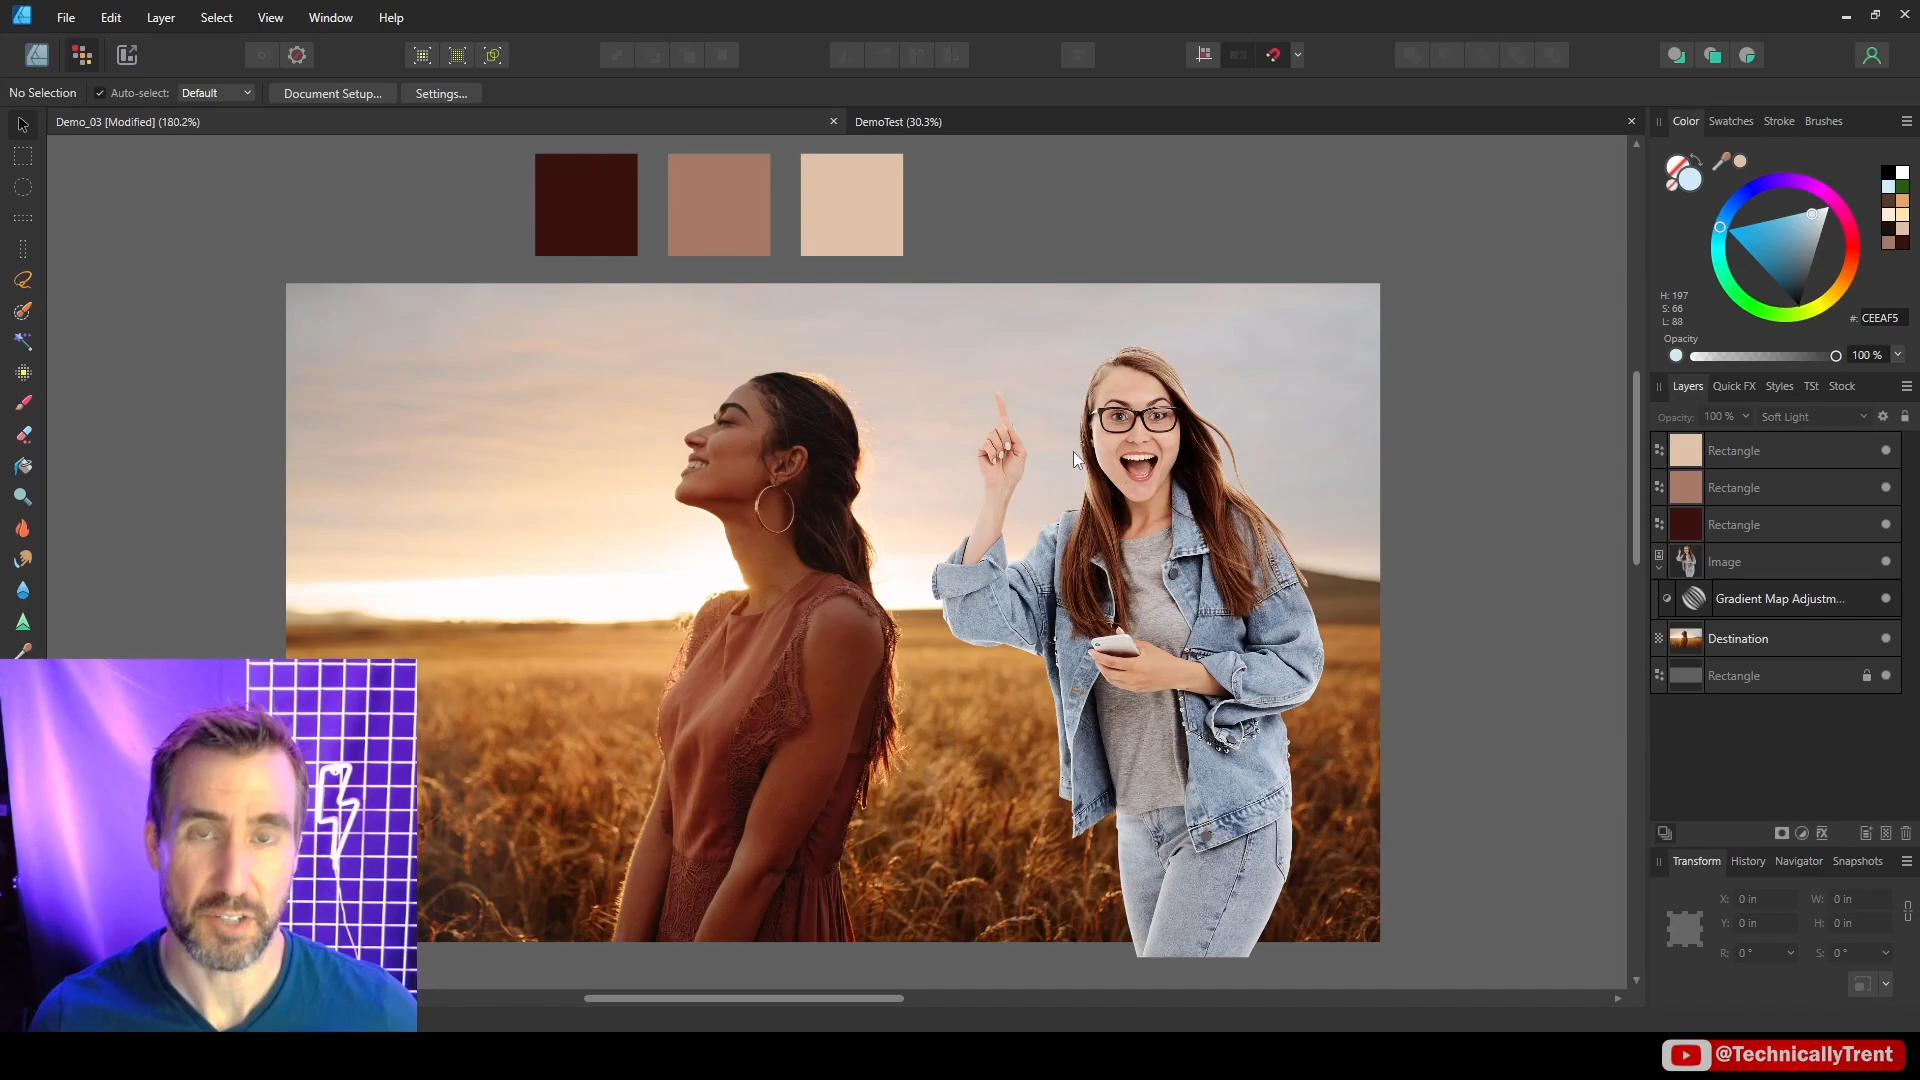 File Edit Layer Select View Window Help
No Selection Auto-select: Default Document Setup... Settings...
Demo_03 [Modified] (180.2%) DemoTest (30.3%)
Color Swatches Stroke Brushes
H: 197
S: 66
L: 88
#: CEEAF5
Opacity
100 %
Layers Quick FX Styles TSt Stock
Opacity: 100 % Soft Light
Rectangle
Rectangle
Rectangle
Image
Gradient Map Adjustm...
Destination
Rectangle
FX
Transform History Navigator Snapshots
X: 0 in W: 0 in
Y: 0 in H: 0 in
R: 0 ° S: 0 °
@TechnicallyTrent